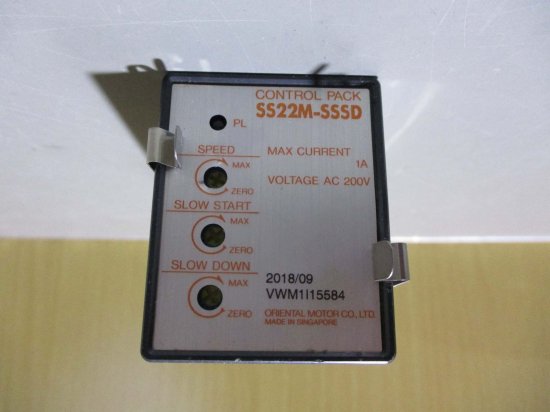 CONTROL PACK
SS22M-SSSD
PL
SPEED
MAX CURRENT
1A
MAX
VOLTAGE AC 200V
ZERO
SLOW START
MAX
ZERO
SLOW DOWN
MAX
2018/09
VWM1I15584
ZERO
ORIENTAL MOTOR CO., LTD.
MADE IN SINGAPORE